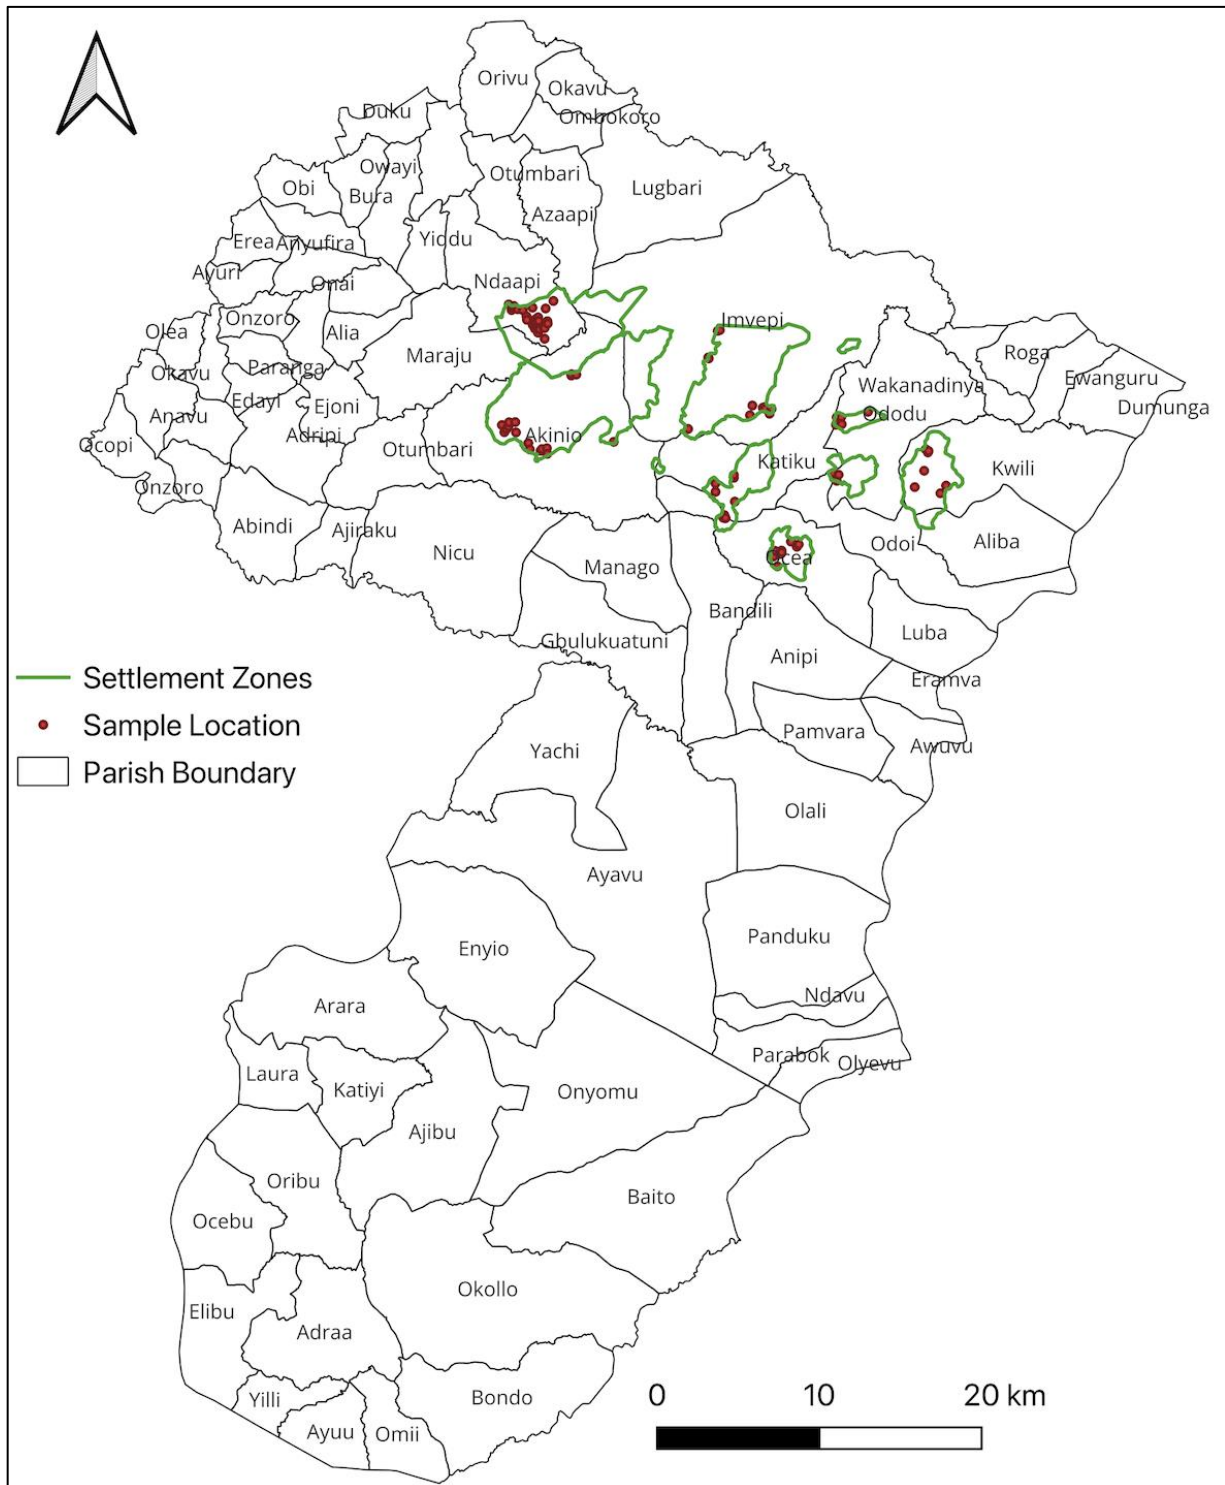 Orivu
Okavu
Duku
Ombokoro
Owayi
Otumbari
Obi
Bura
Lugbari
Azaapi
Erea
Anyufira
Yiddu
Ayuri
Onai
Ndaapi
Onzoro
Imvepi
Olea
Alia
Maraju
Roga
Paranga
Okavu
Wakanadinya
Ewanguru
Edayi
Ejoni
Dumunga
Anavu
Ododu
Adripi
Akinio
Ocopi
Otumbari
Katiku
Kwili
Onzoro
Abindi
Ajiraku
Nicu
Odoi
Aliba
Ocea
Manago
Bandili
Luba
Gbulukuatuni
Anipi
Settlement Zones
Eramva
Sample Location
Pamvara
Awuvu
Yachi
Parish Boundary
Olali
Ayavu
Panduku
Enyio
Ndavu
Arara
Parabok
Olyevu
Laura
Katiyi
Onyomu
Ajibu
Oribu
Baito
Ocebu
Okollo
Elibu
Adraa
Yilli
Bondo
0 10 20 km
Ayuu
Omii